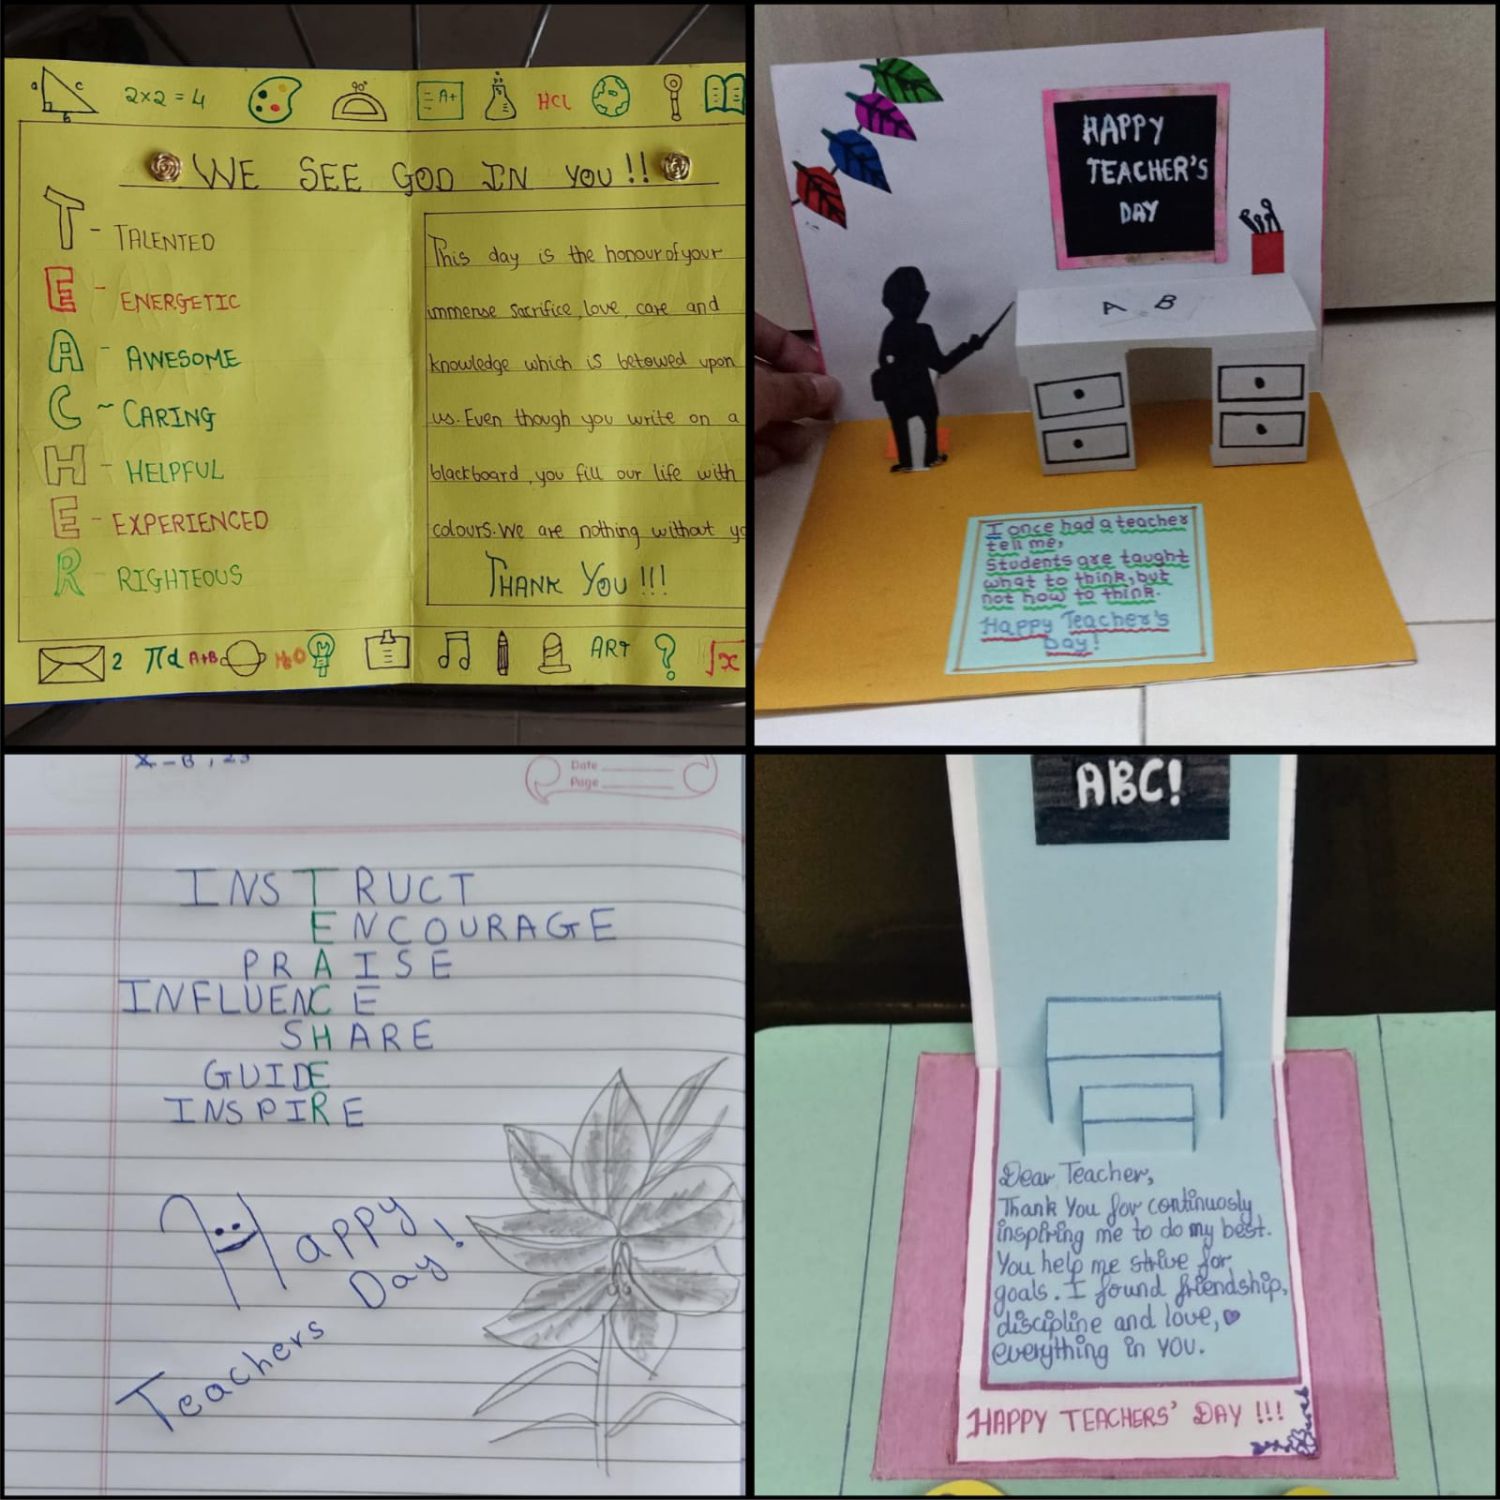 a c
b
2×2=4
90°
A+
HCL
WE SEE GOD IN YOU!!
T - TALENTED
E - ENERGETIC
A - AWESOME
C ~ CARING
H - HELPFUL
E - EXPERIENCED
R - RIGHTEOUS
This day is the honour of your
immense sacrifice, love, care and
knowledge which is betowed upon
us. Even though you write on a
blackboard, you fill our life with
colours. We are nothing without yo
THANK YOU !!!
2 πd A+B H2O
ART ? √x
HAPPY
TEACHER'S
DAY
A B
I once had a teacher
tell me,
Students are taught
what to think, but
not how to think.
Happy Teacher's
Day!
X-B, 23
Date
Page
INSTRUCT
ENCOURAGE
PRAISE
INFLUENCE
SHARE
GUIDE
INSPIRE
Happy
Teachers
Day!
ABC!
Dear Teacher,
Thank You for continuosly
inspiring me to do my best.
You help me strive for
goals. I found friendship,
discipline and love, ♥
everything in YOU.
HAPPY TEACHERS' DAY !!!